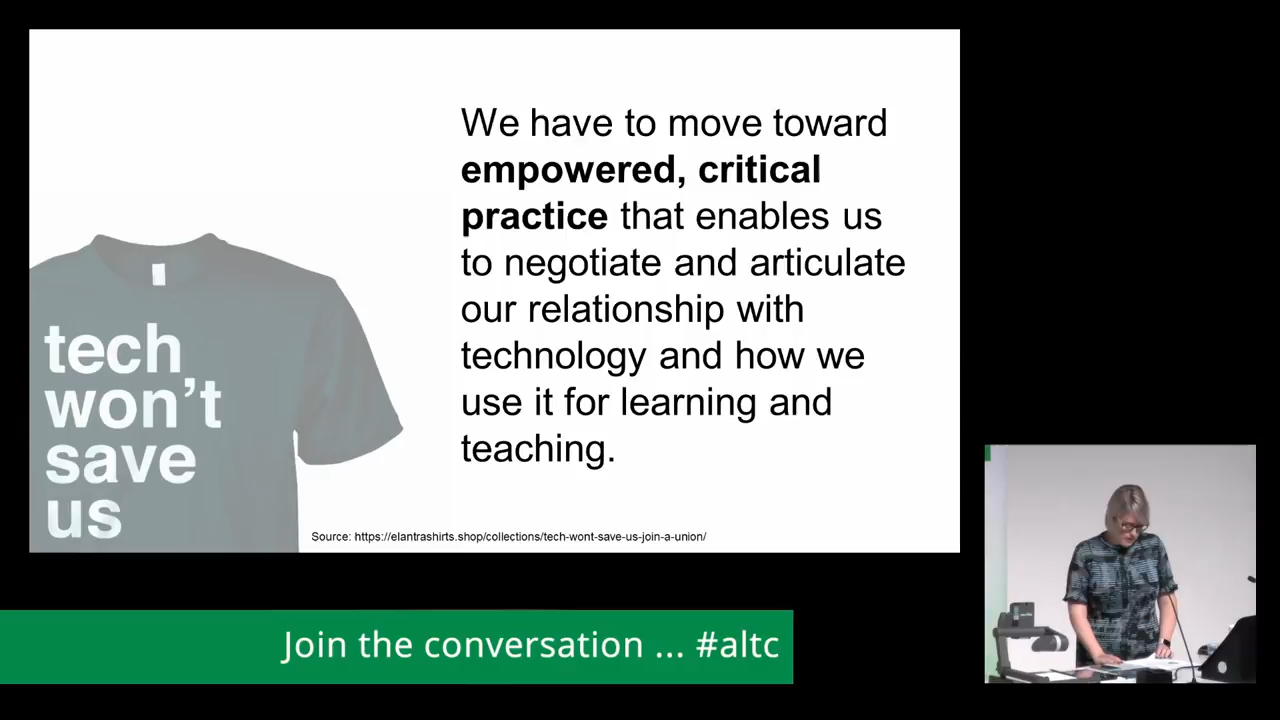 We have to move toward
empowered, critical
practice that enables us
to negotiate and articulate
our relationship with
technology and how we
use it for learning and
teaching.
tech
won't
save
us
Source: https://elantrashirts.shop/collections/tech-wont-save-us-join-a-union/
Join the conversation ... #altc